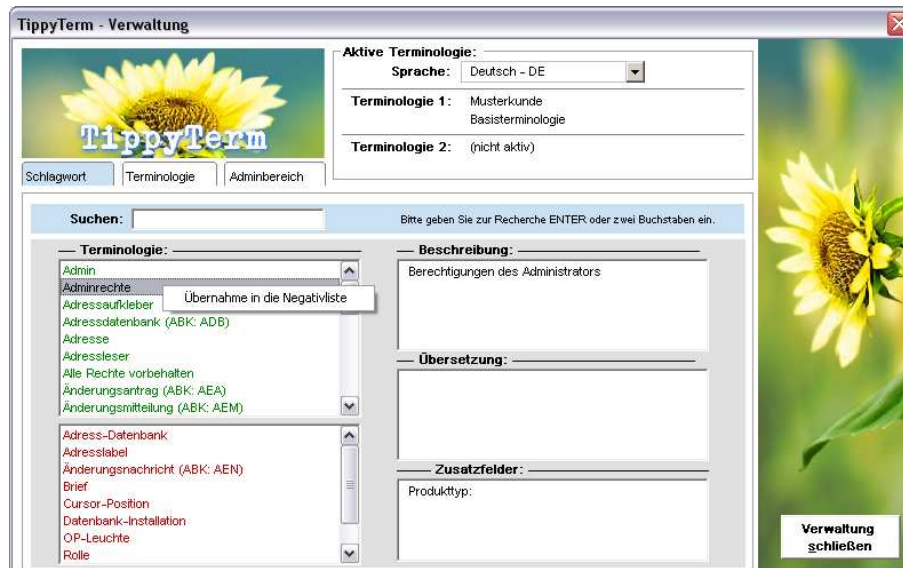 TippyTerm - Verwaltung
TippyTerm
Aktive Terminologie:
Sprache: Deutsch - DE
Terminologie 1: Musterkunde
Basisterminologie
Terminologie 2: (nicht aktiv)
Schlagwort Terminologie Adminbereich
Suchen: Bitte geben Sie zur Recherche ENTER oder zwei Buchstaben ein.
Terminologie:
Admin
Adminrechte
Übernahme in die Negativliste
Adressaufkleber
Adressdatenbank (ABK: ADB)
Adresse
Adressleser
Alle Rechte vorbehalten
Änderungsantrag (ABK: AEA)
Änderungsmitteilung (ABK: AEM)
Adress-Datenbank
Adresslabel
Änderungsnachricht (ABK: AEN)
Brief
Cursor-Position
Datenbank-Installation
OP-Leuchte
Rolle
Beschreibung:
Berechtigungen des Administrators
Übersetzung:
Zusatzfelder:
Produkttyp:
Verwaltung
schließen